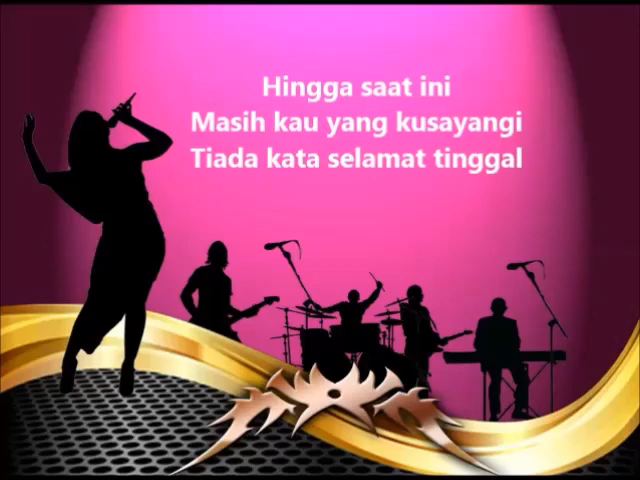 Hingga saat ini
Masih kau yang kusayangi
Tiada kata selamat tinggal